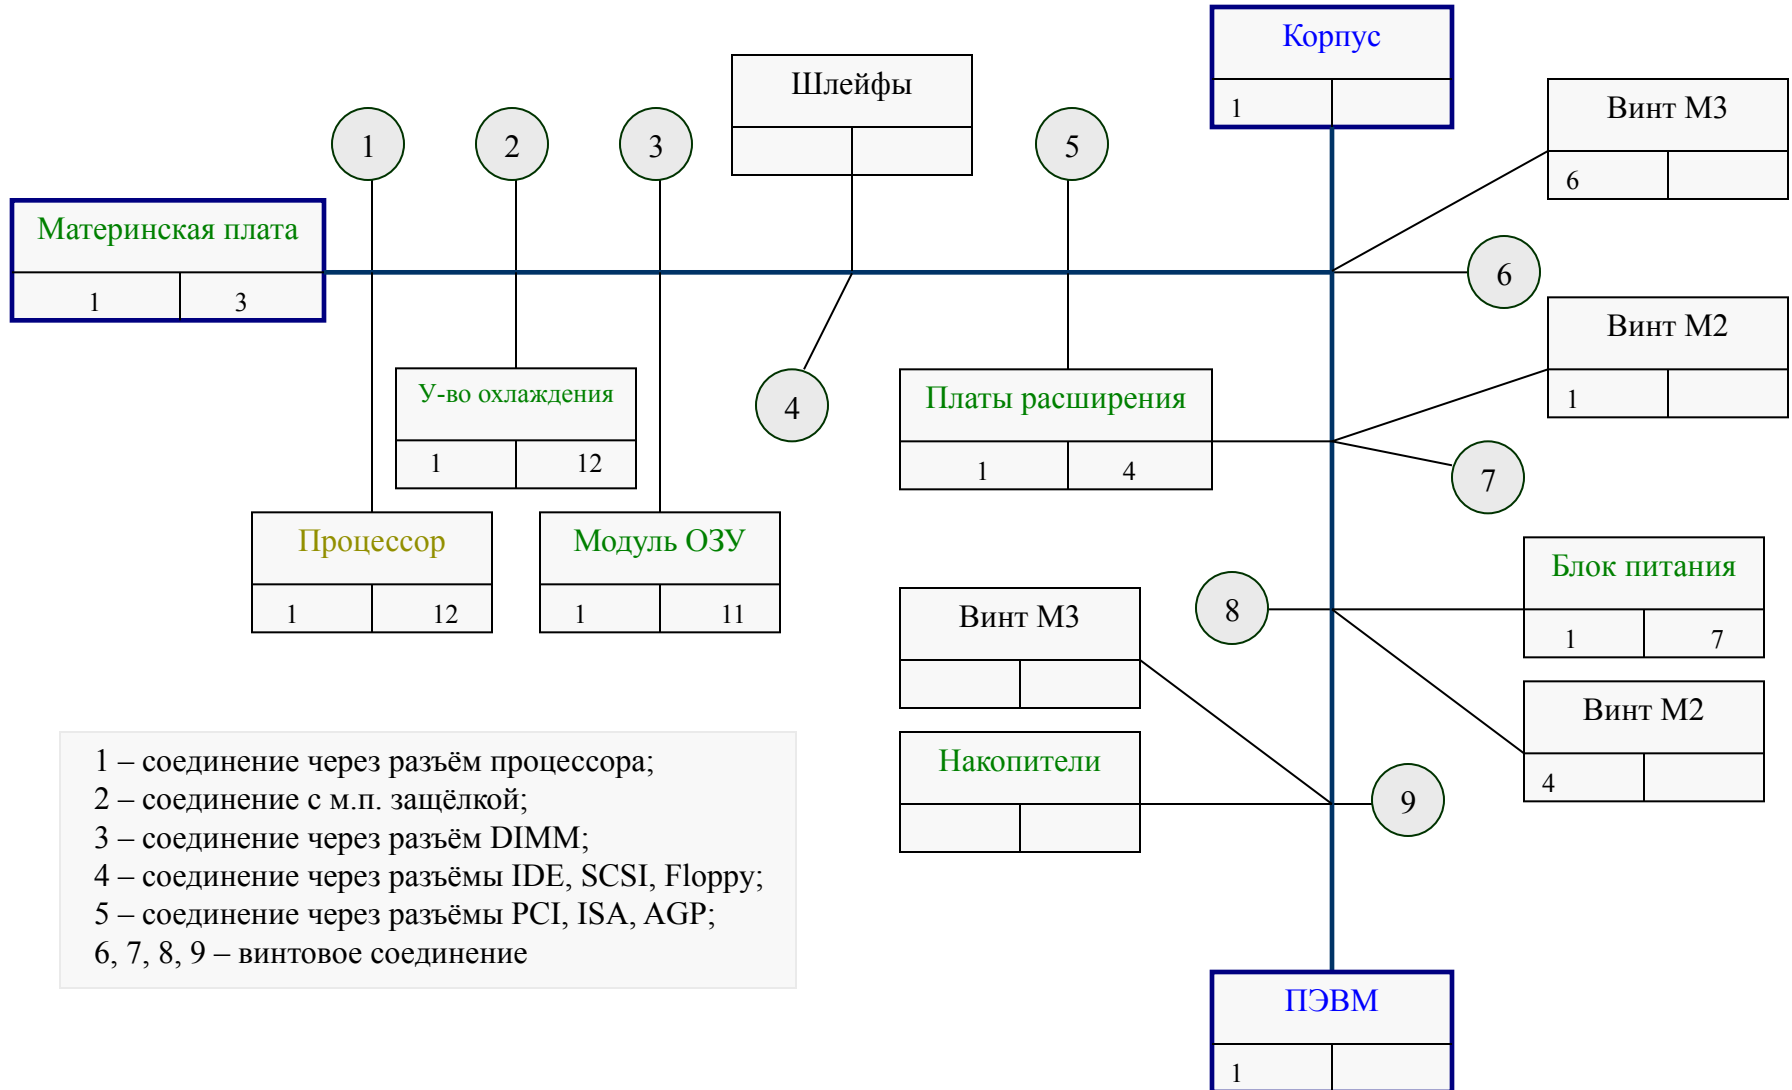 Корпус
1
Шлейфы
Винт М3
6
1
2
3
5
Материнская плата
1 3
6
Винт М2
1
У-во охлаждения
1 12
4
Платы расширения
1 4
7
Процессор
1 12
Модуль ОЗУ
1 11
Блок питания
1 7
8
Винт М3
Винт М2
4
Накопители
9
1 – соединение через разъём процессора;
2 – соединение с м.п. защёлкой;
3 – соединение через разъём DIMM;
4 – соединение через разъёмы IDE, SCSI, Floppy;
5 – соединение через разъёмы PCI, ISA, AGP;
6, 7, 8, 9 – винтовое соединение
ПЭВМ
1